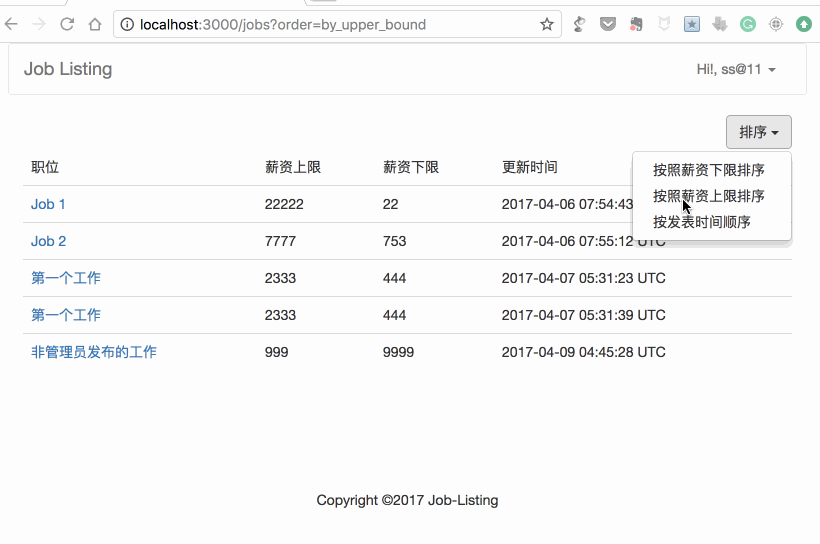 localhost:3000/jobs?order=by_upper_bound
Job Listing Hi!, ss@11
排序
职位 薪资上限 薪资下限 更新时间
按照薪资下限排序
按照薪资上限排序
按发表时间顺序
Job 1 22222 22 2017-04-06 07:54:43
Job 2 7777 753 2017-04-06 07:55:12 UTC
第一个工作 2333 444 2017-04-07 05:31:23 UTC
第一个工作 2333 444 2017-04-07 05:31:39 UTC
非管理员发布的工作 999 9999 2017-04-09 04:45:28 UTC
Copyright ©2017 Job-Listing